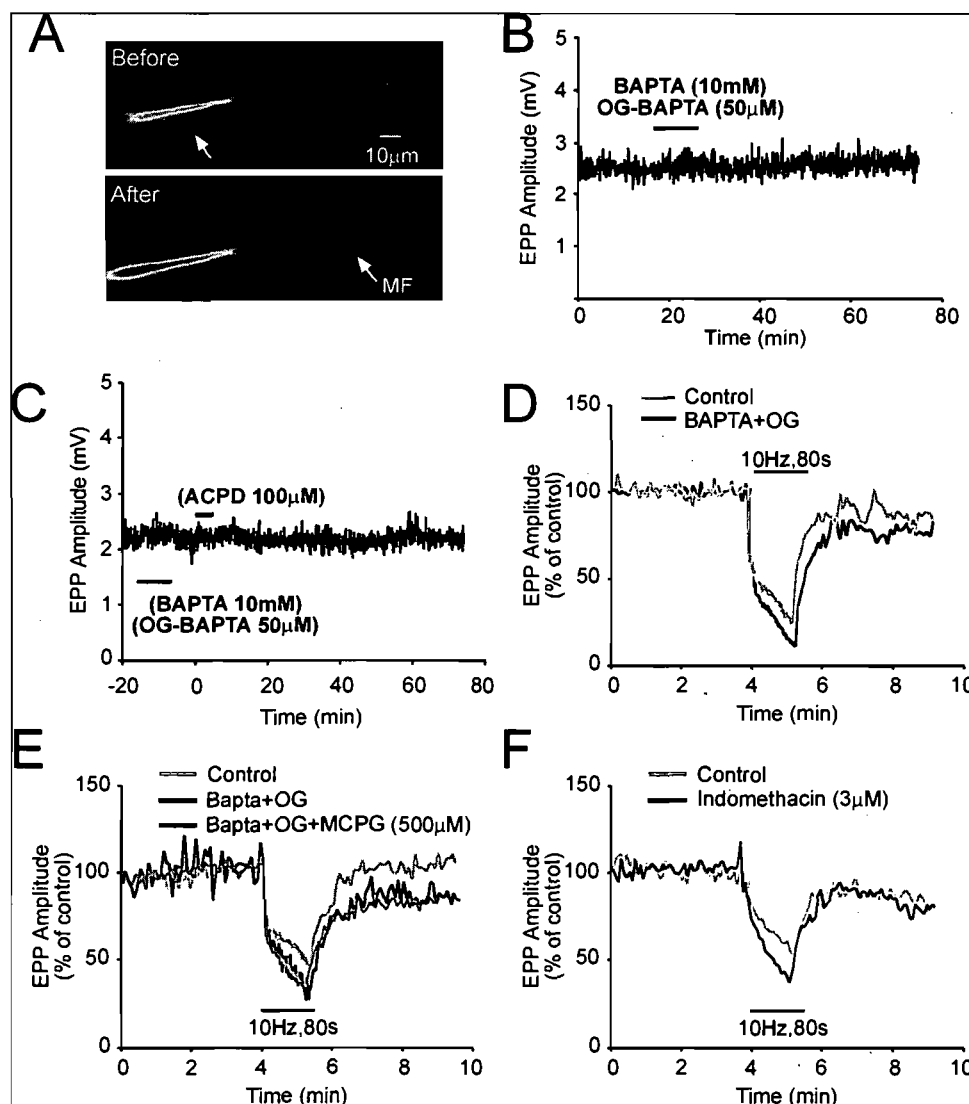 A
Before
10μm
After
MF
B
EPP Amplitude (mV)
5
4
3
2
1
BAPTA (10mM)
OG-BAPTA (50μM)
0 20 40 60 80
Time (min)
C
EPP Amplitude (mV)
5
4
3
2
1
0
(ACPD 100μM)
(BAPTA 10mM)
(OG-BAPTA 50μM)
-20 0 20 40 60 80
Time (min)
D
EPP Amplitude
(% of control)
150
100
50
0
Control
BAPTA+OG
10Hz,80s
0 2 4 6 8 10
Time (min)
E
EPP Amplitude
(% of control)
150
100
50
0
Control
Bapta+OG
Bapta+OG+MCPG (500μM)
10Hz,80s
0 2 4 6 8 10
Time (min)
F
EPP Amplitude
(% of control)
150
100
50
0
Control
Indomethacin (3μM)
10Hz,80s
0 2 4 6 8 10
Time (min)